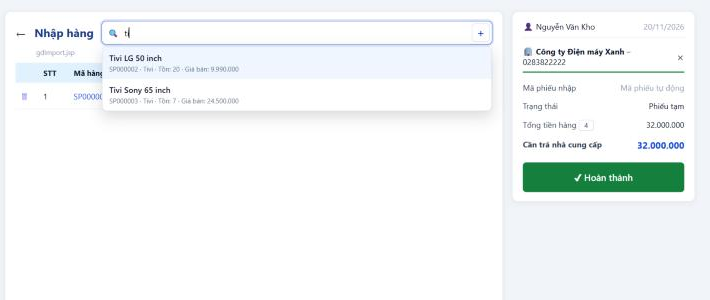 ← Nhập hàng
ti
+
gdImport.jsp
STT Mã hàng
1 SP0000
Tivi LG 50 inch
SP000002 · Tivi · Tồn: 20 · Giá bán: 9.990.000
Tivi Sony 65 inch
SP000003 · Tivi · Tồn: 7 · Giá bán: 24.500.000
Nguyễn Văn Kho 20/11/2026
Công ty Điện máy Xanh –
0283822222 ×
Mã phiếu nhập Mã phiếu tự động
Trạng thái Phiếu tạm
Tổng tiền hàng 4 32.000.000
Cần trả nhà cung cấp 32.000.000
✓ Hoàn thành